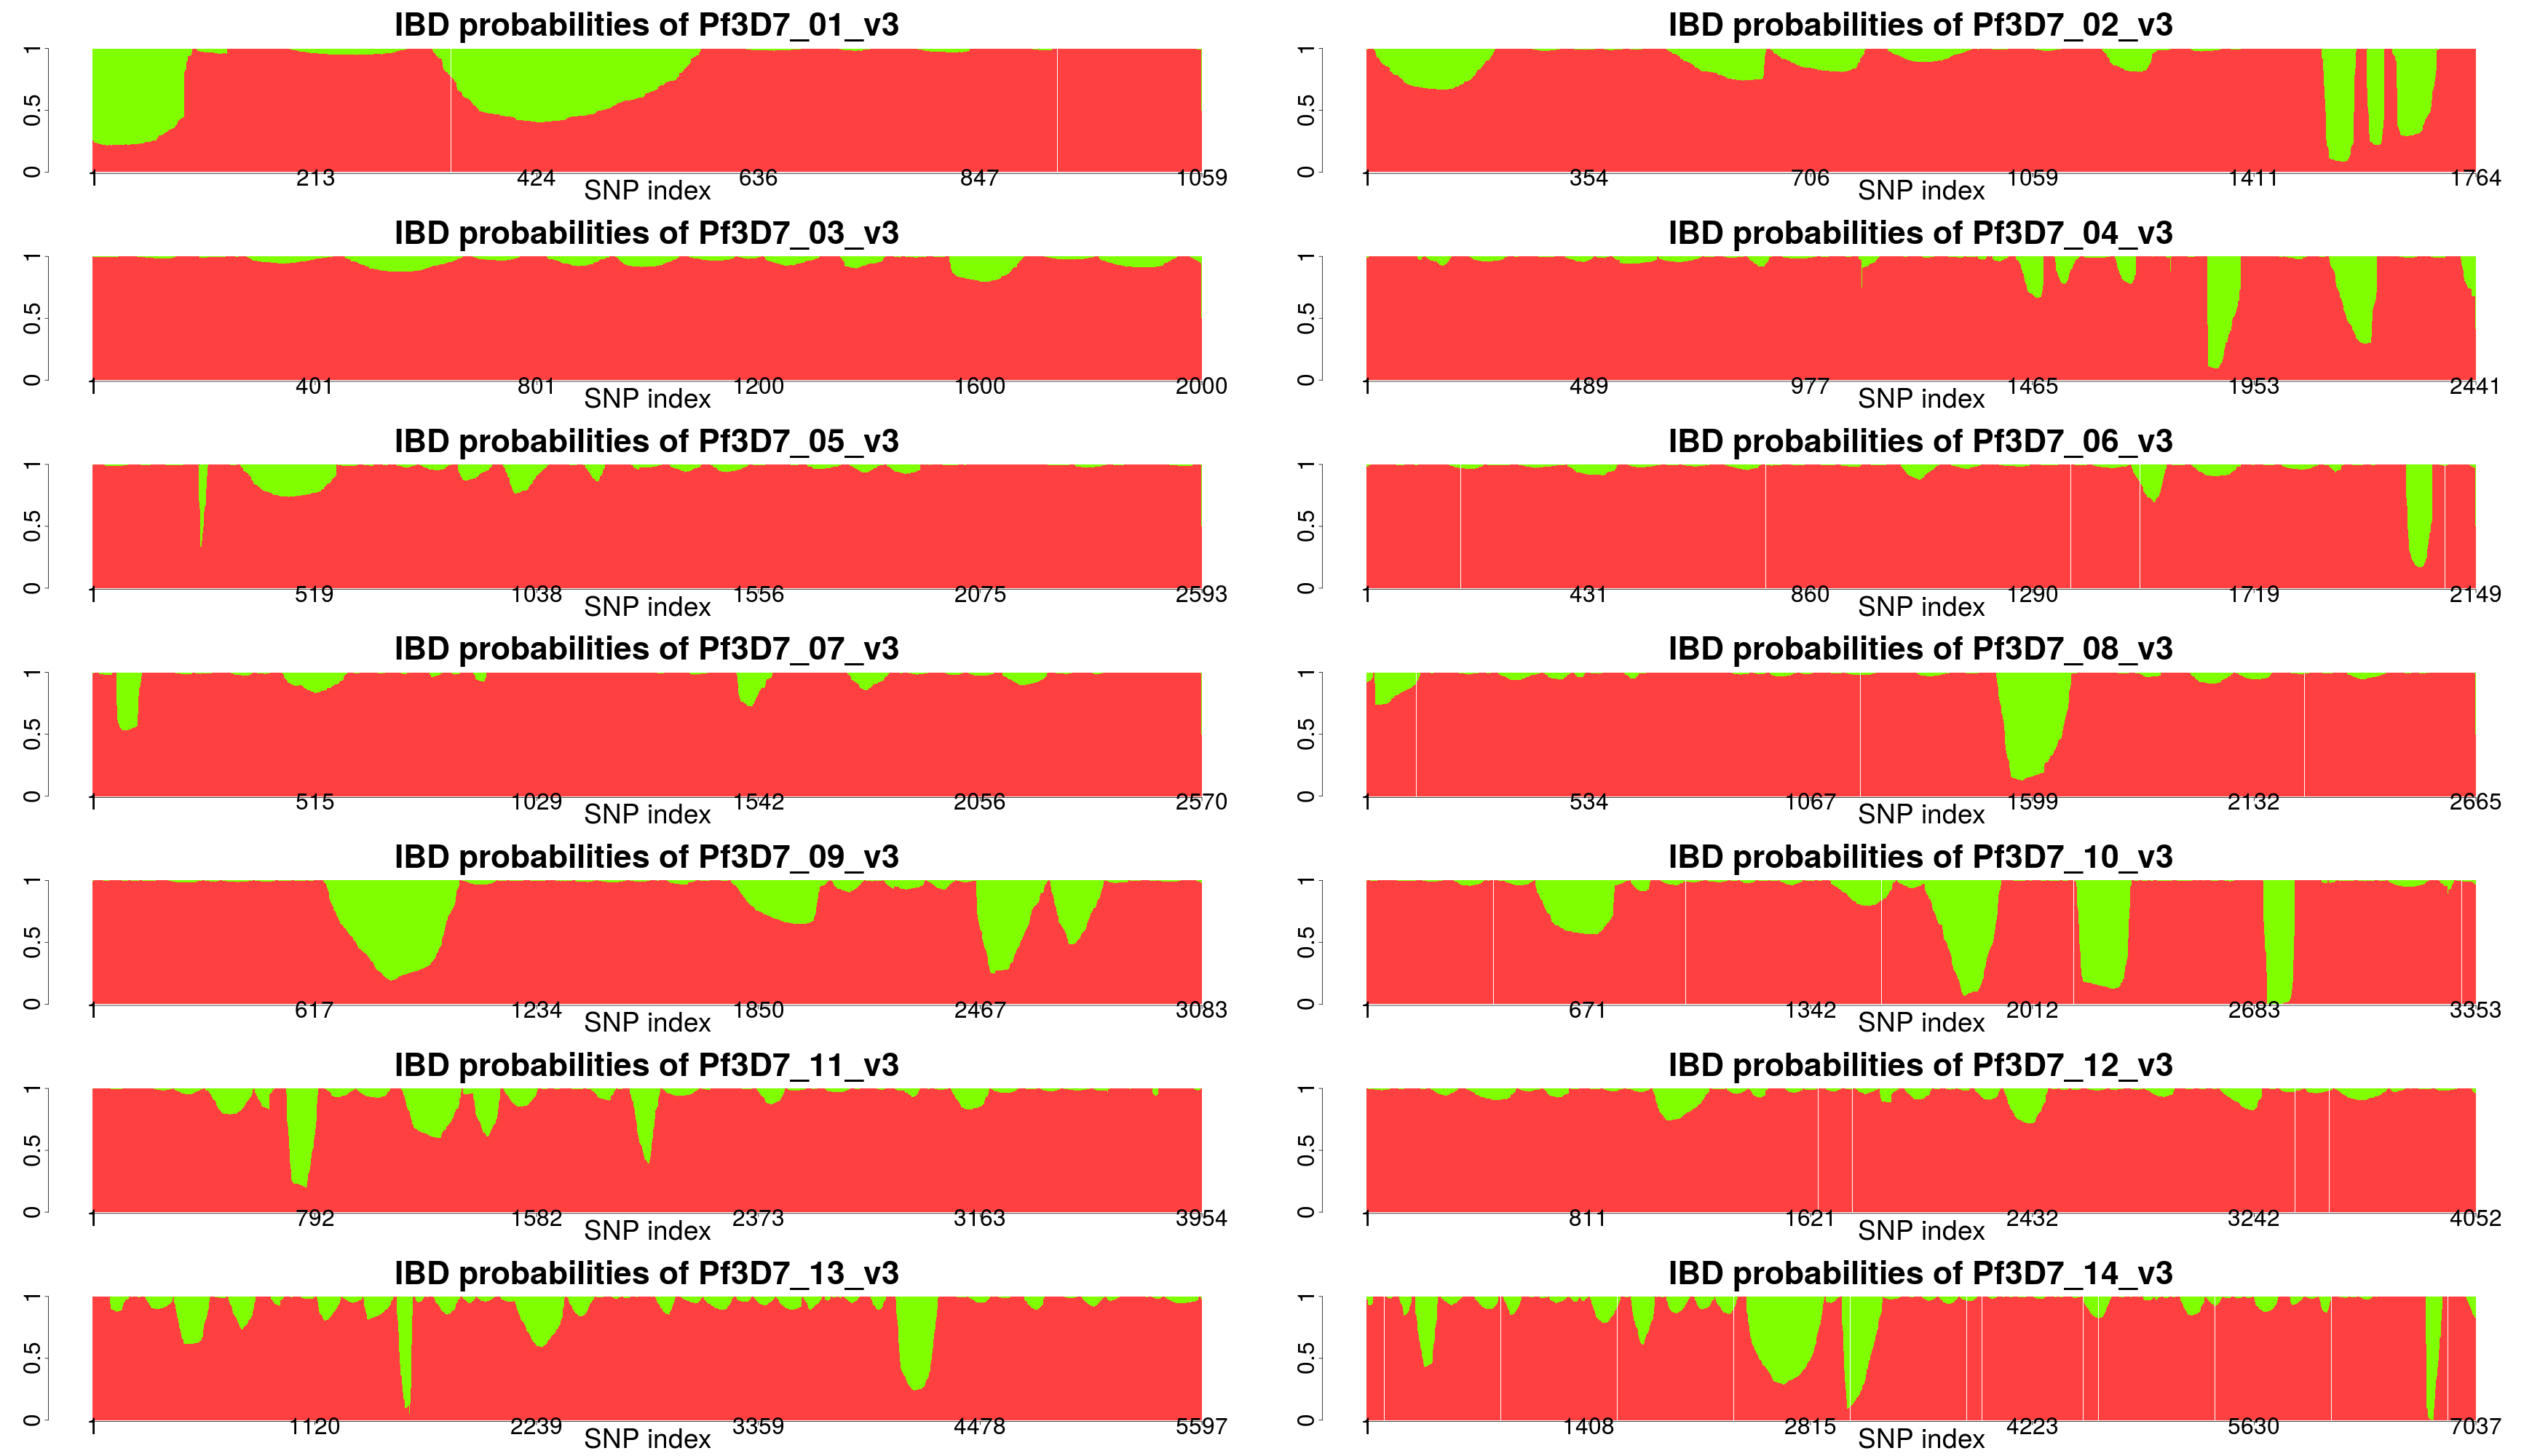 IBD probabilities of Pf3D7_01_v3
0 0.5 1
1 213 424 636 847 1059
SNP index
IBD probabilities of Pf3D7_02_v3
0 0.5 1
1 354 706 1059 1411 1764
SNP index
IBD probabilities of Pf3D7_03_v3
0 0.5 1
1 401 801 1200 1600 2000
SNP index
IBD probabilities of Pf3D7_04_v3
0 0.5 1
1 489 977 1465 1953 2441
SNP index
IBD probabilities of Pf3D7_05_v3
0 0.5 1
1 519 1038 1556 2075 2593
SNP index
IBD probabilities of Pf3D7_06_v3
0 0.5 1
1 431 860 1290 1719 2149
SNP index
IBD probabilities of Pf3D7_07_v3
0 0.5 1
1 515 1029 1542 2056 2570
SNP index
IBD probabilities of Pf3D7_08_v3
0 0.5 1
1 534 1067 1599 2132 2665
SNP index
IBD probabilities of Pf3D7_09_v3
0 0.5 1
1 617 1234 1850 2467 3083
SNP index
IBD probabilities of Pf3D7_10_v3
0 0.5 1
1 671 1342 2012 2683 3353
SNP index
IBD probabilities of Pf3D7_11_v3
0 0.5 1
1 792 1582 2373 3163 3954
SNP index
IBD probabilities of Pf3D7_12_v3
0 0.5 1
1 811 1621 2432 3242 4052
SNP index
IBD probabilities of Pf3D7_13_v3
0 0.5 1
1 1120 2239 3359 4478 5597
SNP index
IBD probabilities of Pf3D7_14_v3
0 0.5 1
1 1408 2815 4223 5630 7037
SNP index